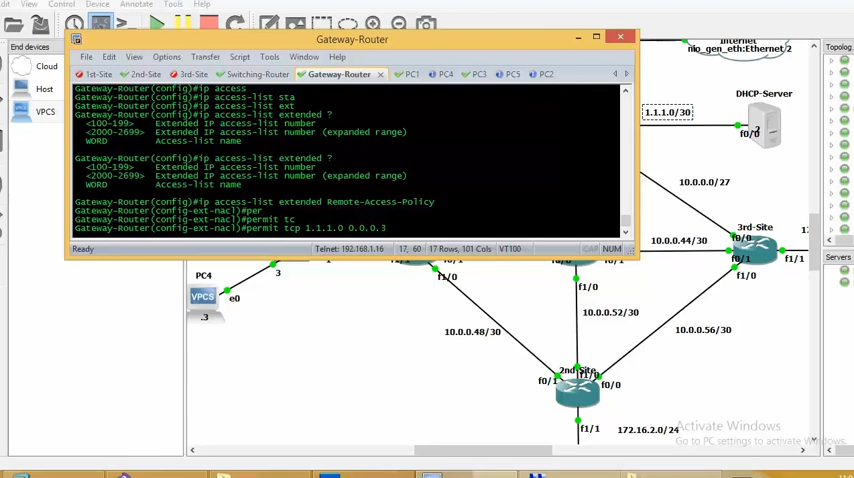 View Control Device Annotate Tools Help
Gateway-Router
File Edit View Options Transfer Script Tools Window Help
1st-Site 2nd-Site 3rd-Site Switching-Router Gateway-Router PC1 PC4 PC3 PC5 PC2
Gateway-Router(config)#ip access
Gateway-Router(config)#ip access-list sta
Gateway-Router(config)#ip access-list ext
Gateway-Router(config)#ip access-list extended ?
<100-199> Extended IP access-list number
<2000-2699> Extended IP access-list number (expanded range)
WORD Access-list name
Gateway-Router(config)#ip access-list extended ?
<100-199> Extended IP access-list number
<2000-2699> Extended IP access-list number (expanded range)
WORD Access-list name
Gateway-Router(config)#ip access-list extended Remote-Access-Policy
Gateway-Router(config-ext-nacl)#per
Gateway-Router(config-ext-nacl)#permit tc
Gateway-Router(config-ext-nacl)#permit tcp 1.1.1.0 0.0.0.3
Ready Telnet: 192.168.1.16 17, 60 17 Rows, 101 Cols VT100 CAP NUM
End devices
Cloud
Host
VPCS
Internet
nio_gen_eth:Ethernet 2
Topolog
DHCP-Server
1.1.1.0/30
.2
f0/0
10.0.0.0/27
3rd-Site
f0/0
10.0.0.44/30
f0/1
f1/1
f1/0
Servers
PC4
3
VPCS
e0
.3
f1/0
f1/0
10.0.0.52/30
10.0.0.48/30
10.0.0.56/30
2nd-Site
f0/1
f1/0
f0/0
f1/1
172.16.2.0/24
Activate Windows
Go to PC settings to activate Windows.